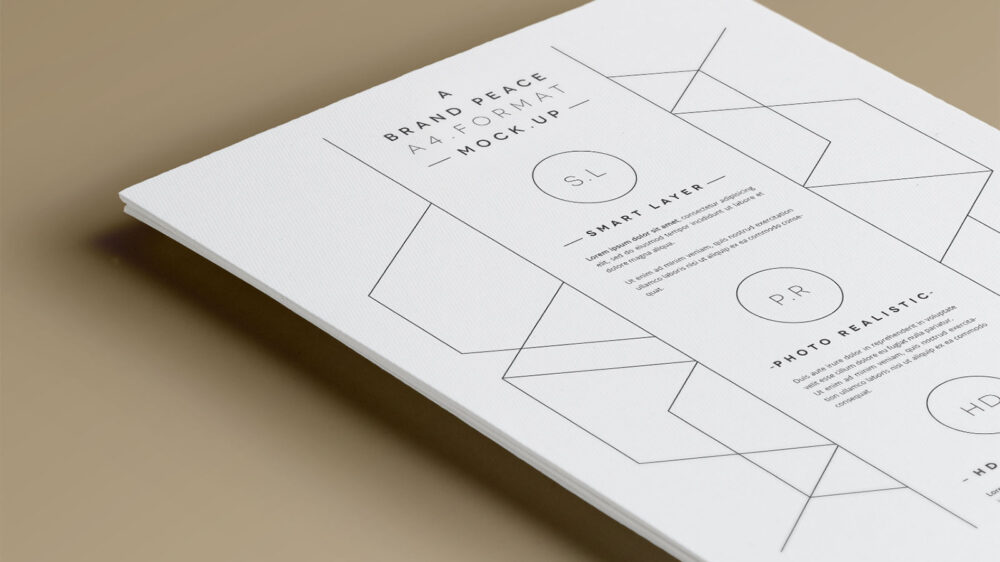 A
BRAND PEACE
A4.FORMAT
— MOCK.UP —
S.L
— SMART LAYER —
Lorem ipsum dolor sit amet, consectetur adipisicing
elit, sed do eiusmod tempor incididunt ut labore et
dolore magna aliqua.
Ut enim ad minim veniam, quis nostrud exercitation
ullamco laboris nisi ut aliquip ex ea commodo conse-
quat.
P.R
-PHOTO REALISTIC-
Duis aute irure dolor in reprehenderit in voluptate
velit esse cillum dolore eu fugiat nulla pariatur.
Ut enim ad minim veniam, quis nostrud exercita-
tion ullamco laboris nisi ut aliquip ex ea commodo
consequat.
HD
- HD